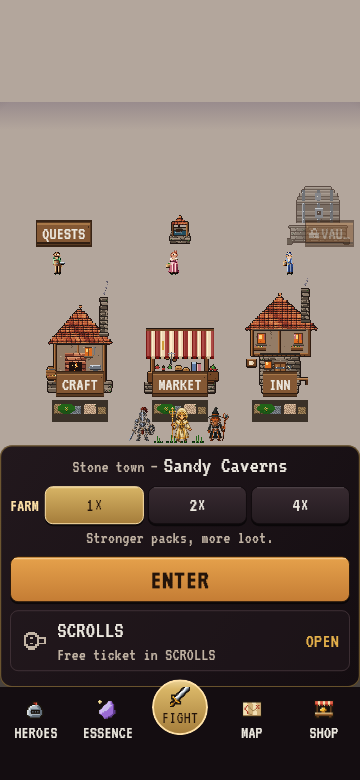 QUESTS
VAU.
CRAFT
MARKET
INN
Stone town – Sandy Caverns
FARM
1X
2X
4X
Stronger packs, more loot.
ENTER
SCROLLS
Free ticket in SCROLLS
OPEN
HEROES
ESSENCE
FIGHT
MAP
SHOP